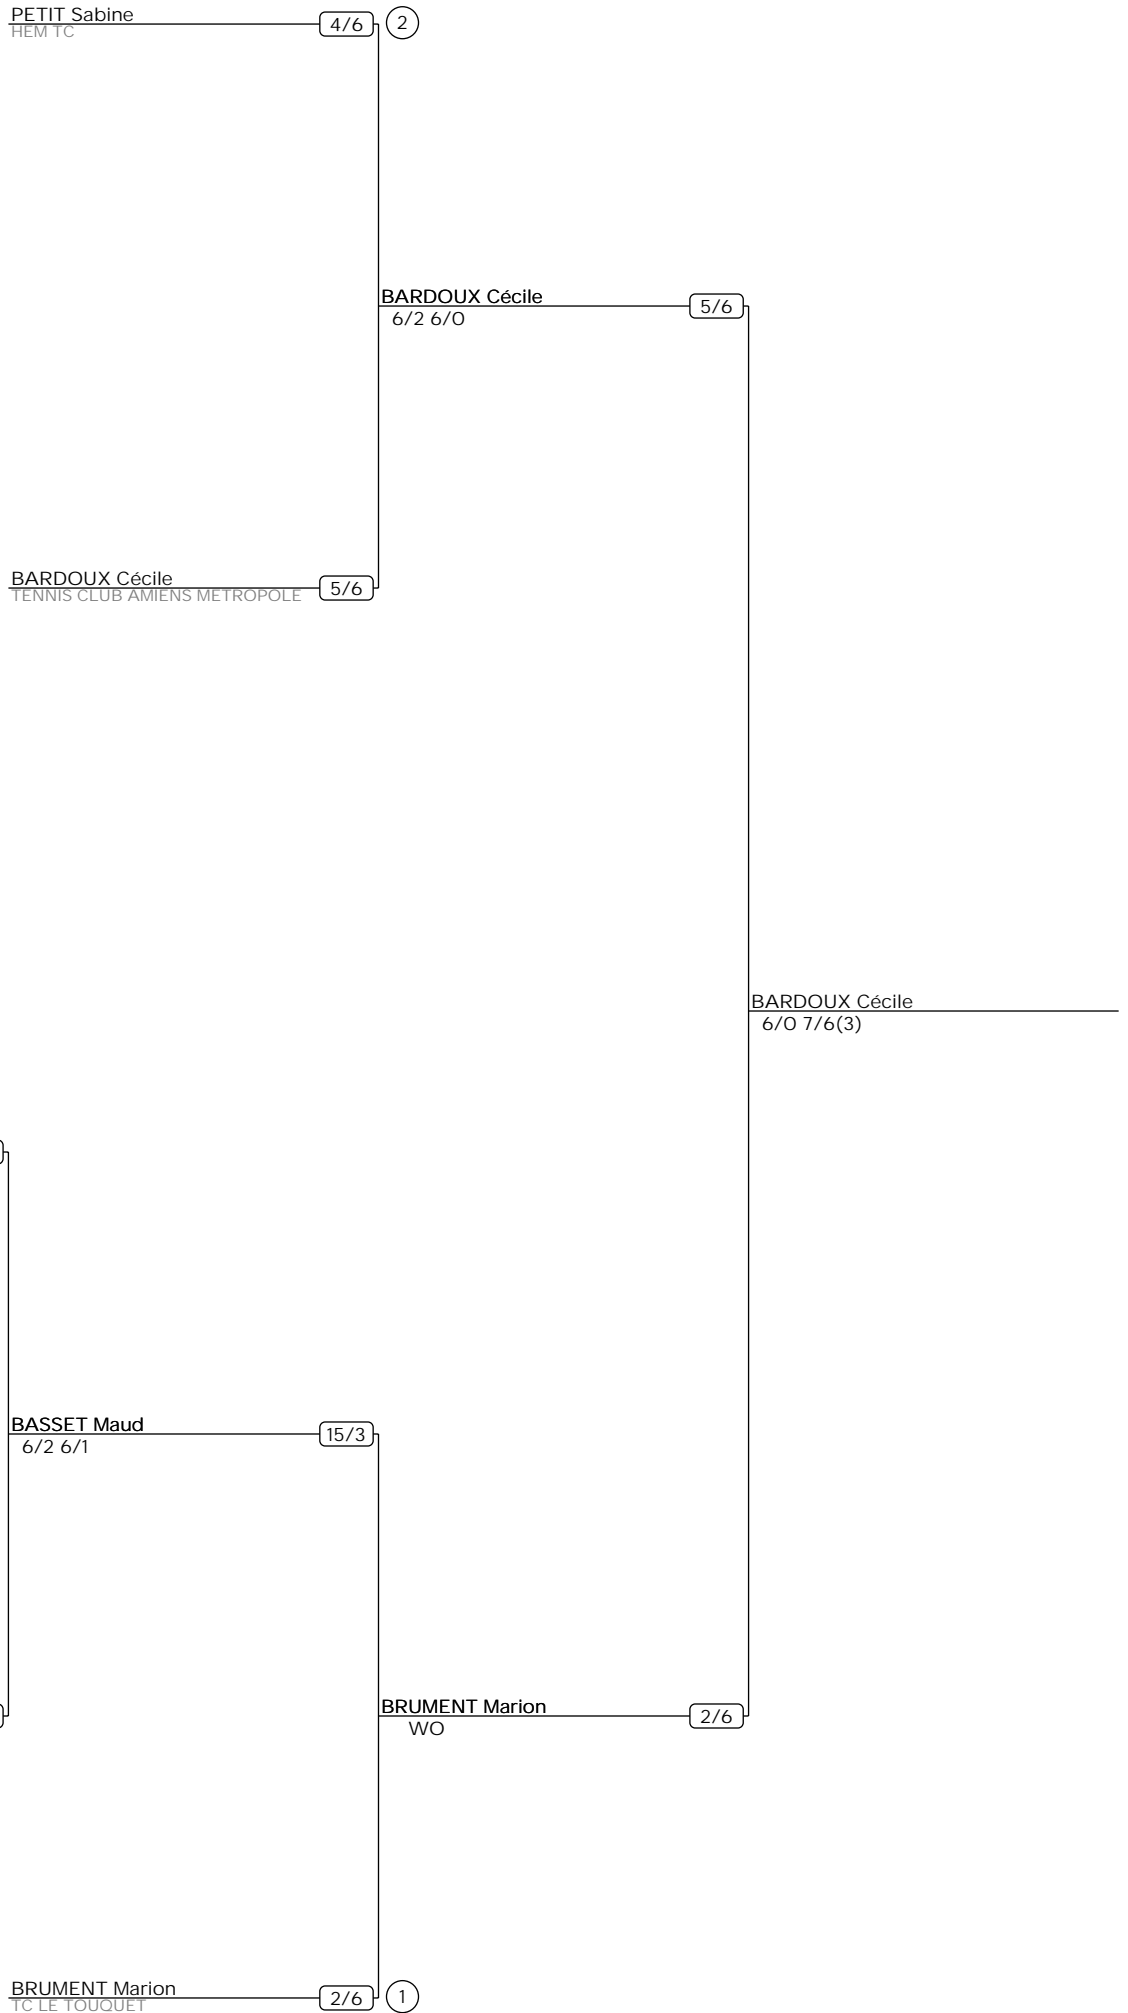 PETIT Sabine
HEM TC
4/6
2
BARDOUX Cécile
5/6
6/2 6/0
BARDOUX Cécile
TENNIS CLUB AMIENS METROPOLE
5/6
BARDOUX Cécile
6/0 7/6(3)
BASSET Maud
15/3
6/2 6/1
BRUMENT Marion
2/6
WO
BRUMENT Marion
TC LE TOUQUET
2/6
1